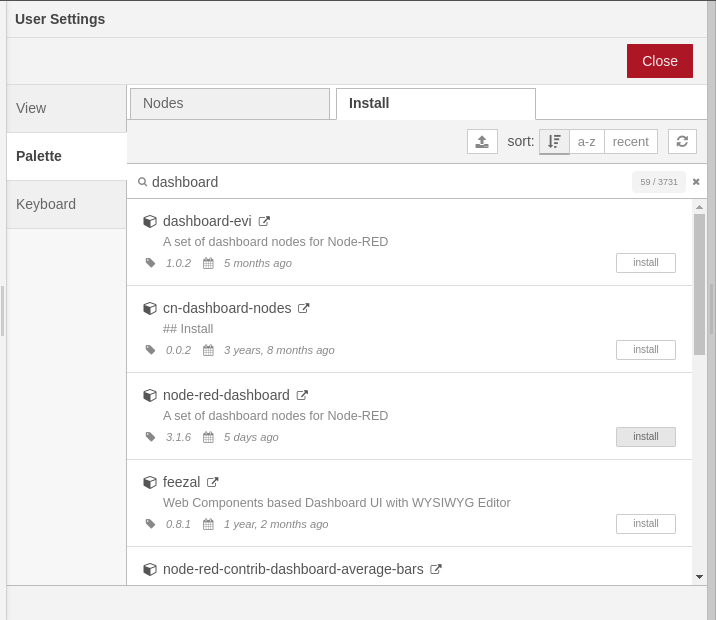 User Settings
Close
View
Palette
Keyboard
Nodes
Install
sort: a-z recent
dashboard
59 / 3731
dashboard-evi
A set of dashboard nodes for Node-RED
1.0.2 5 months ago
install
cn-dashboard-nodes
## Install
0.0.2 3 years, 8 months ago
install
node-red-dashboard
A set of dashboard nodes for Node-RED
3.1.6 5 days ago
install
feezal
Web Components based Dashboard UI with WYSIWYG Editor
0.8.1 1 year, 2 months ago
install
node-red-contrib-dashboard-average-bars